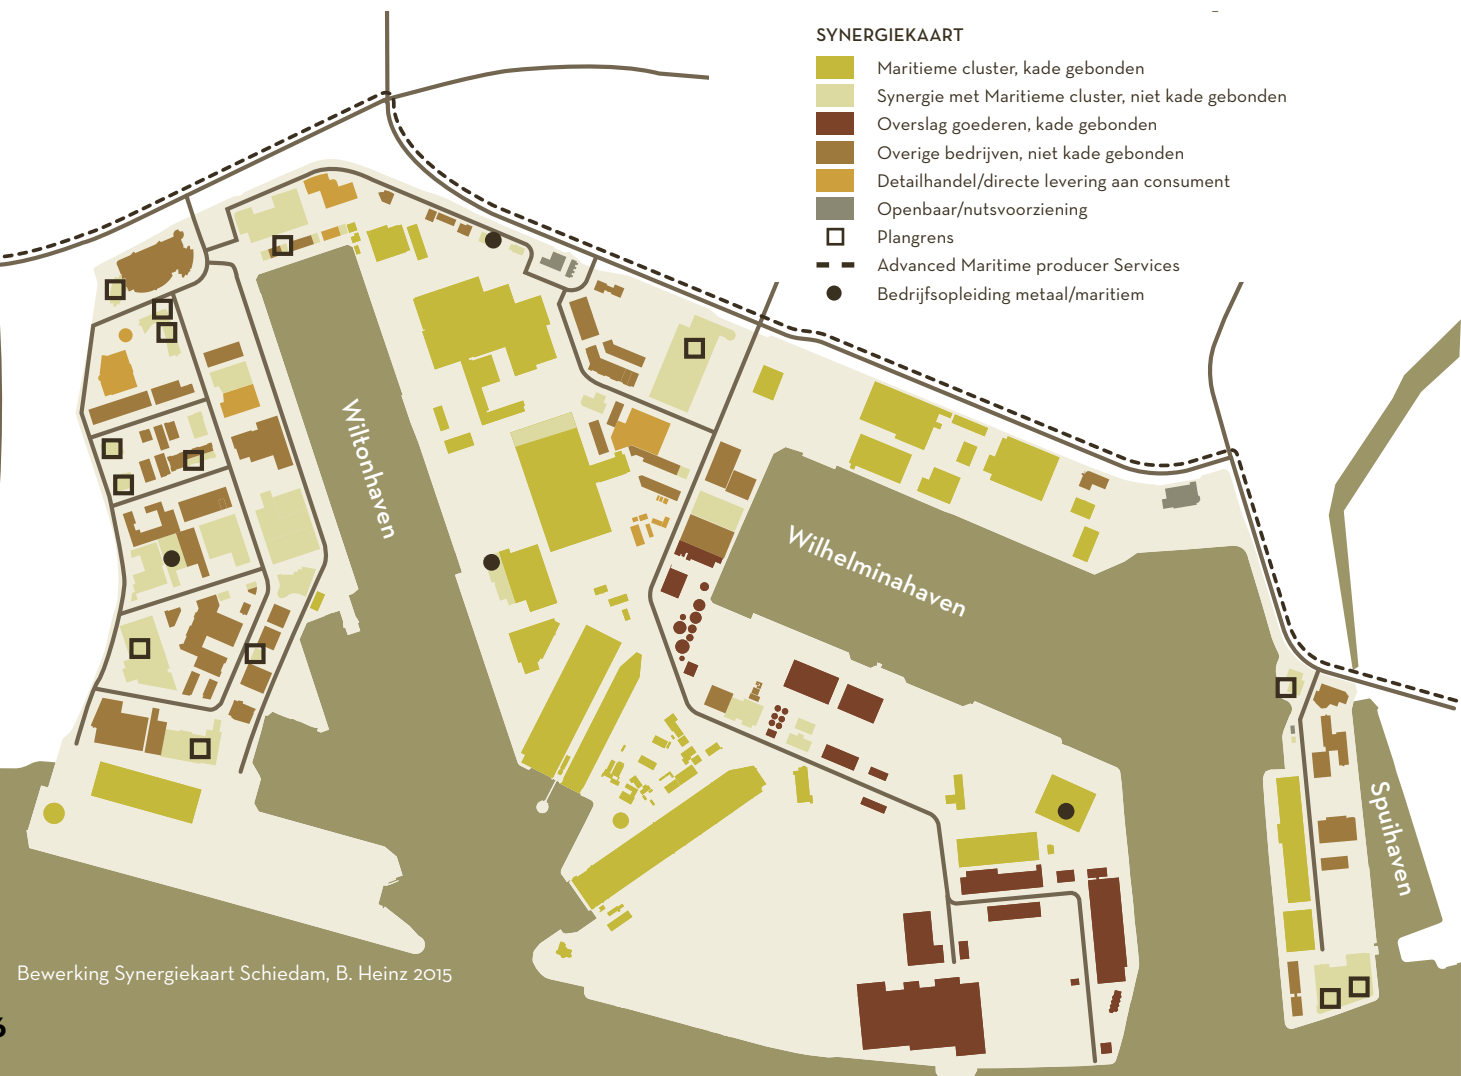 SYNERGIEKAART
Maritieme cluster, kade gebonden
Synergie met Maritieme cluster, niet kade gebonden
Overslag goederen, kade gebonden
Overige bedrijven, niet kade gebonden
Detailhandel/directe levering aan consument
Openbaar/nutsvoorziening
Plangrens
Advanced Maritime producer Services
Bedrijfsopleiding metaal/maritiem
Wiltonhaven
Wilhelminahaven
Spuihaven
Bewerking Synergiekaart Schiedam, B. Heinz 2015